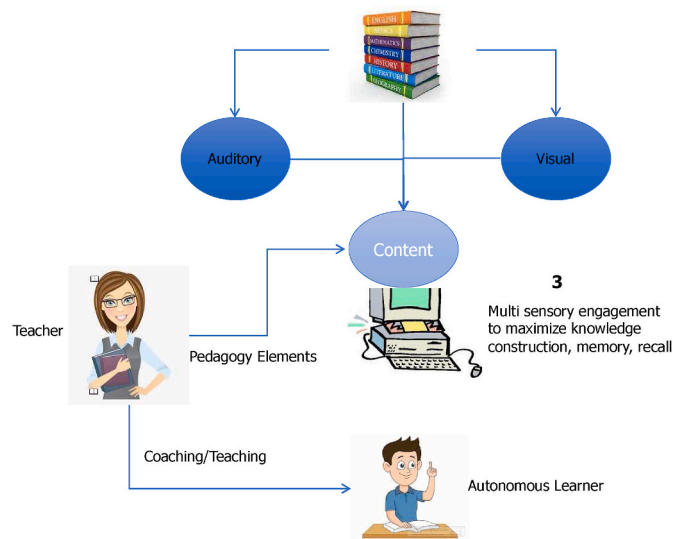 ENGLISH
PHYSICS
MATHEMATICS
CHEMISTRY
HISTORY
LITERATURE
GEOGRAPHY
Auditory
Visual
Content
3
Multi sensory engagement
to maximize knowledge
construction, memory, recall
Teacher
Pedagogy Elements
Coaching/Teaching
Autonomous Learner